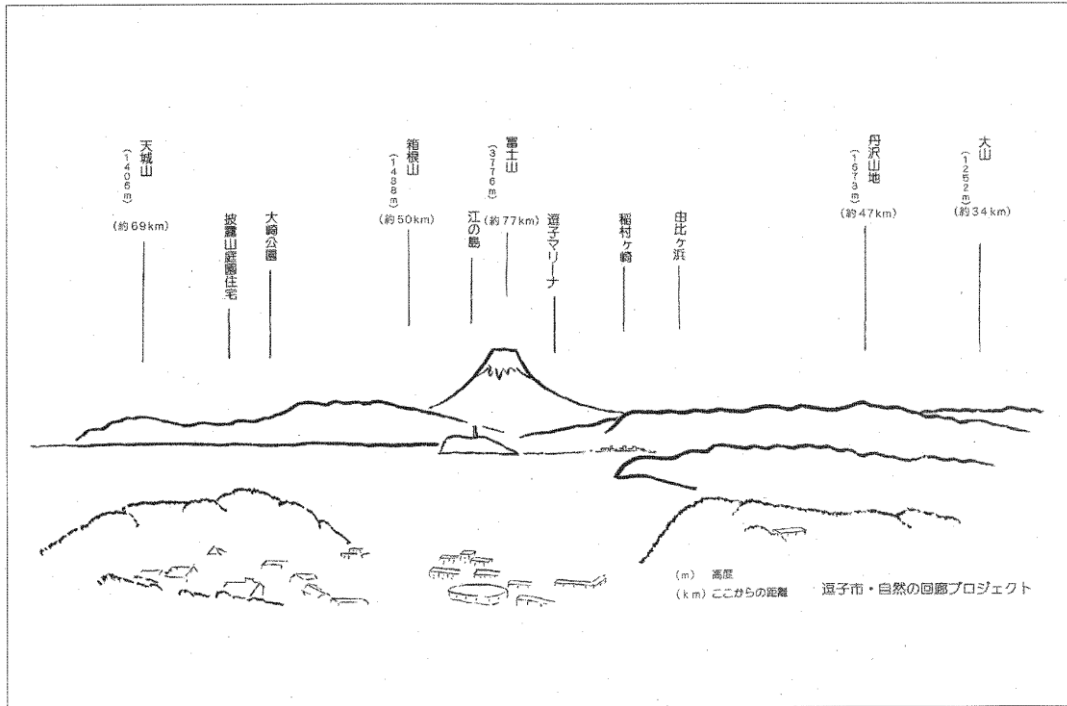 天城山
(1406m)
(約69km)
披露山庭園住宅
大崎公園
箱根山
(1438m)
(約50km)
江の島
富士山
(3776m)
(約77km)
逗子マリーナ
稲村ヶ崎
由比ヶ浜
丹沢山地
(1673m)
(約47km)
大山
(1252m)
(約34km)
(m) 高度
(km) ここからの距離
逗子市・自然の回廊プロジェクト